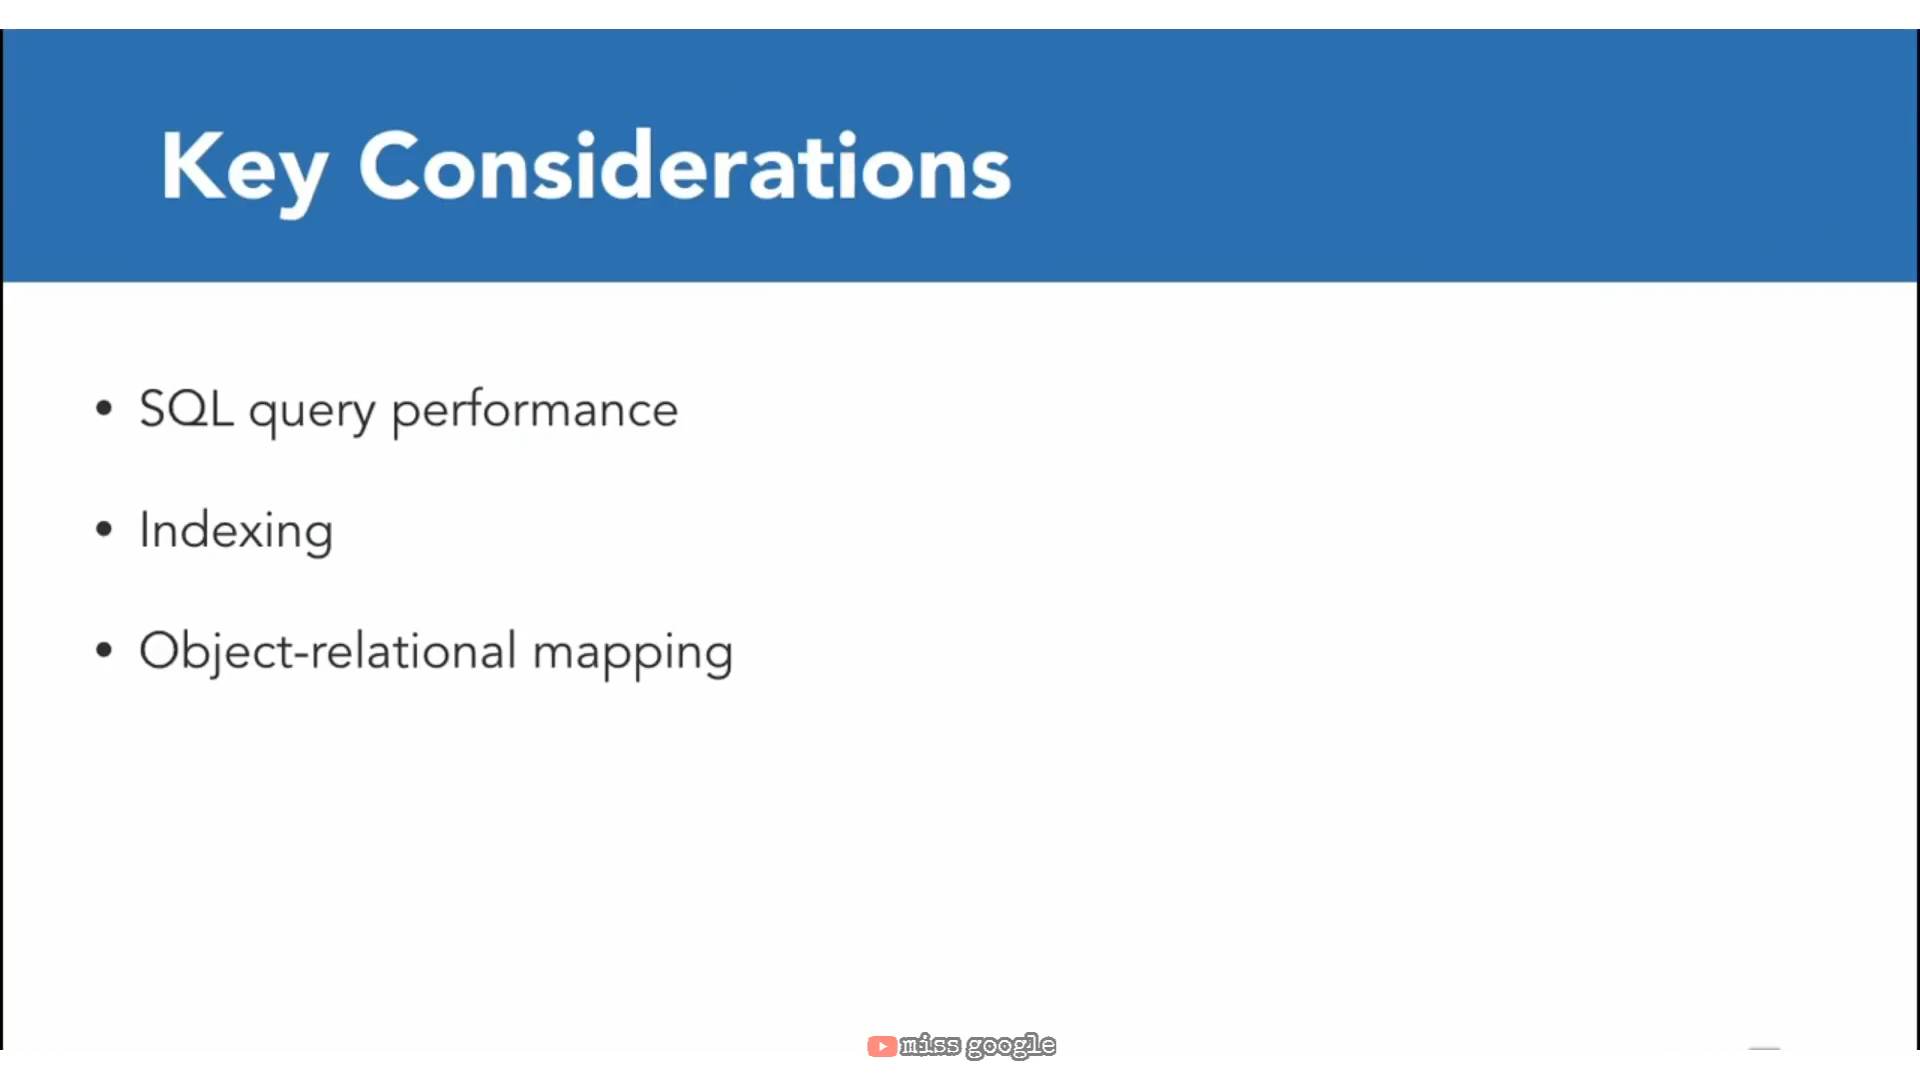 Key Considerations
• SQL query performance
• Indexing
• Object-relational mapping
miss google